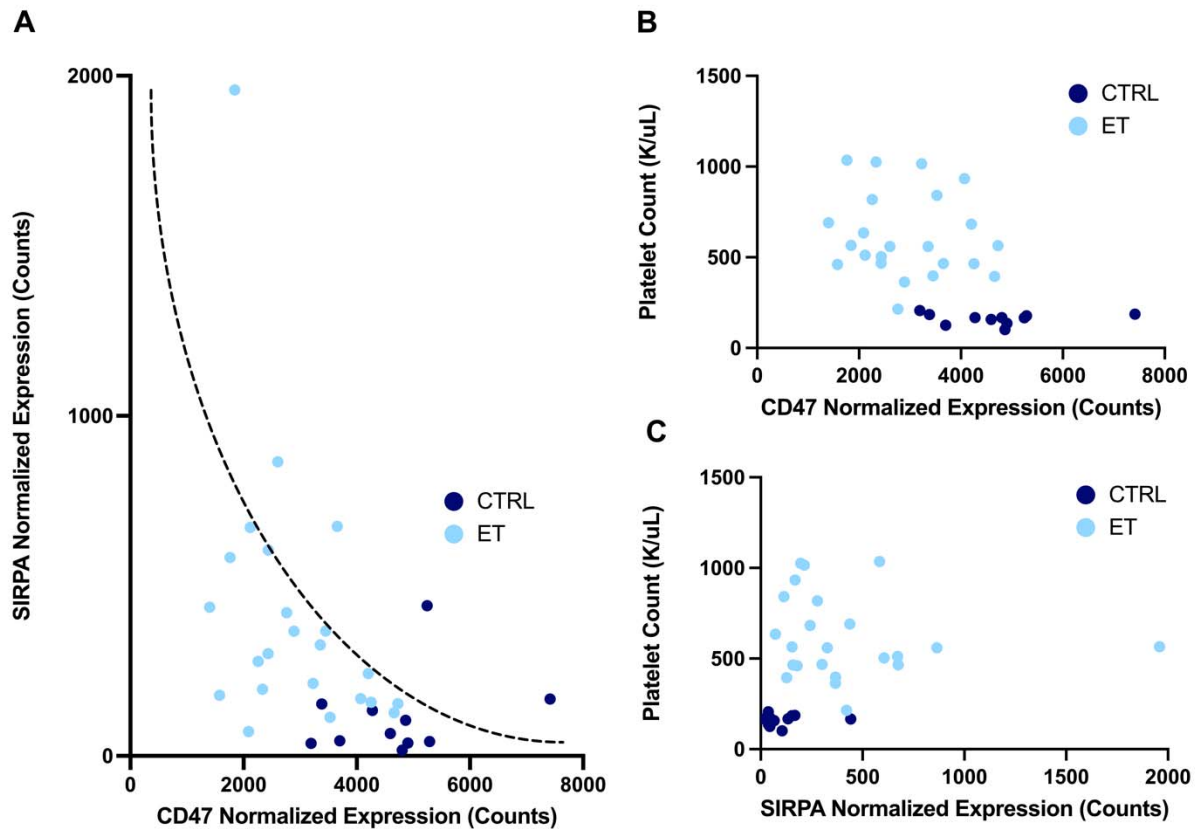 A
SIRPA Normalized Expression (Counts)
2000
1000
0
0 2000 4000 6000 8000
CD47 Normalized Expression (Counts)
CTRL
ET
B
Platelet Count (K/uL)
1500
1000
500
0
0 2000 4000 6000 8000
CD47 Normalized Expression (Counts)
CTRL
ET
C
Platelet Count (K/uL)
1500
1000
500
0
0 500 1000 1500 2000
SIRPA Normalized Expression (Counts)
CTRL
ET